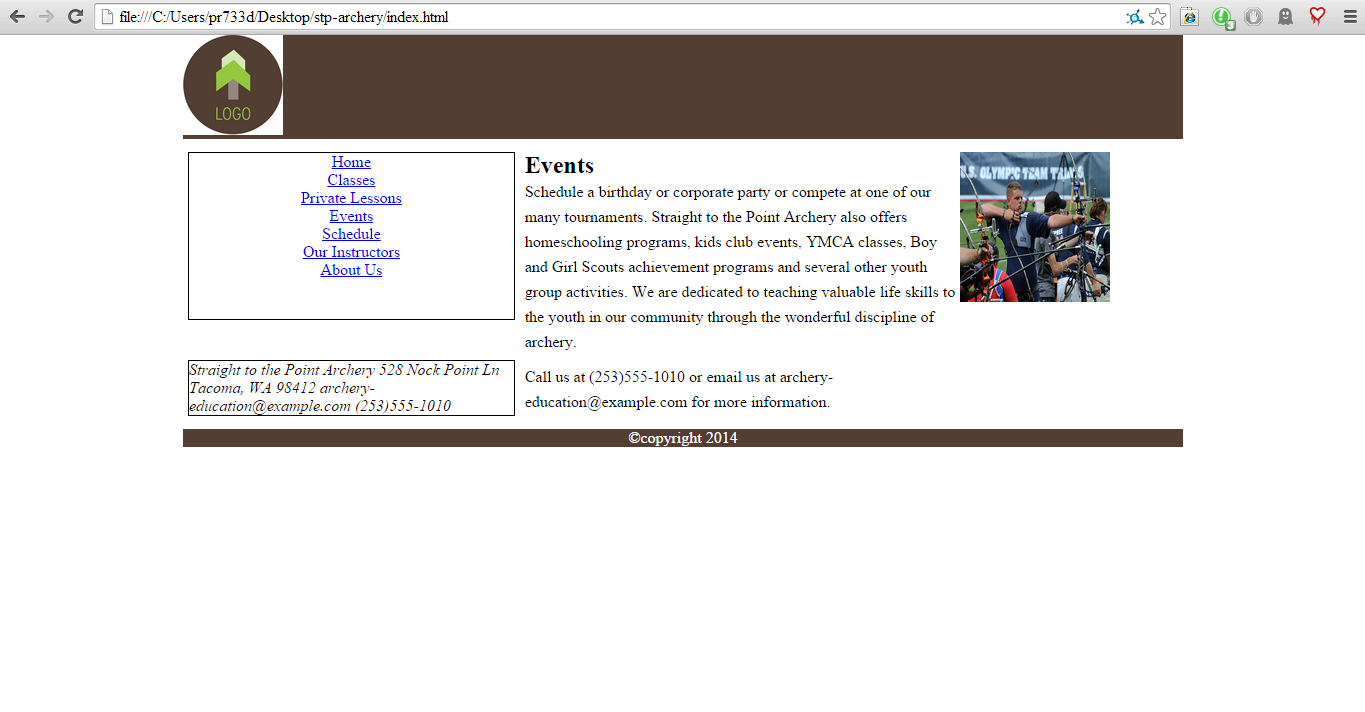 file:///C:/Users/pr733d/Desktop/stp-archery/index.html
3
LOGO
Home
Classes
Private Lessons
Events
Schedule
Our Instructors
About Us
Straight to the Point Archery 528 Nock Point Ln
Tacoma, WA 98412 archery-
education@example.com (253)555-1010
Events
Schedule a birthday or corporate party or compete at one of our
many tournaments. Straight to the Point Archery also offers
homeschooling programs, kids club events, YMCA classes, Boy
and Girl Scouts achievement programs and several other youth
group activities. We are dedicated to teaching valuable life skills to
the youth in our community through the wonderful discipline of
archery.
Call us at (253)555-1010 or email us at archery-
education@example.com for more information.
U.S. OLYMPIC TEAM TRIALS
©copyright 2014